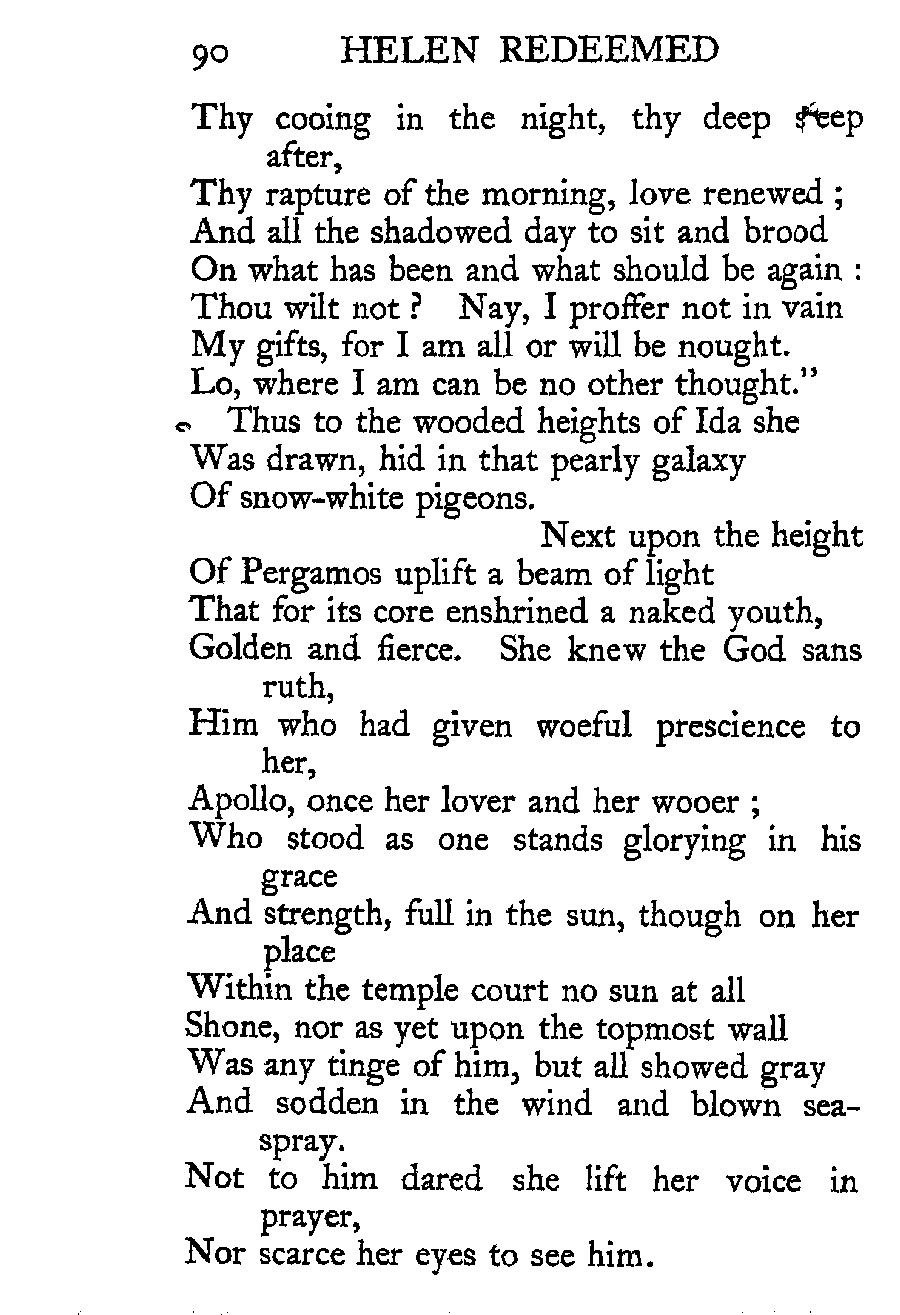 90 HELEN REDEEMED
Thy cooing in the night, thy deep
after,
Thy rapture of the morning, love renewed ;
And all the shadowed day to sit and brood
On what has been and what should be again :
Thou wilt not ? Nay, I proffer not in vain
My gifts, for I am all or will be nought.
Lo, where I am can be no other thought."
Thus to the wooded heights of Ida she
Was drawn, hid in that pearly galaxy
Of snow-white pigeons.
Next upon the height
Of Pergamos uplift a beam of light
That for its core enshrined a naked youth,
Golden and fierce. She knew the God sans
ruth,
Him who had given woeful prescience to
her,
Apollo, once her lover and her wooer ;
Who stood as one stands glorying in his
grace
And strength, full in the sun, though on her
place
Within the temple court no sun at all
Shone, nor as yet upon the topmost wall
Was any tinge of him, but all showed gray
And sodden in the wind and blown sea-
spray.
Not to him dared she lift her voice in
prayer,
Nor scarce her eyes to see him.